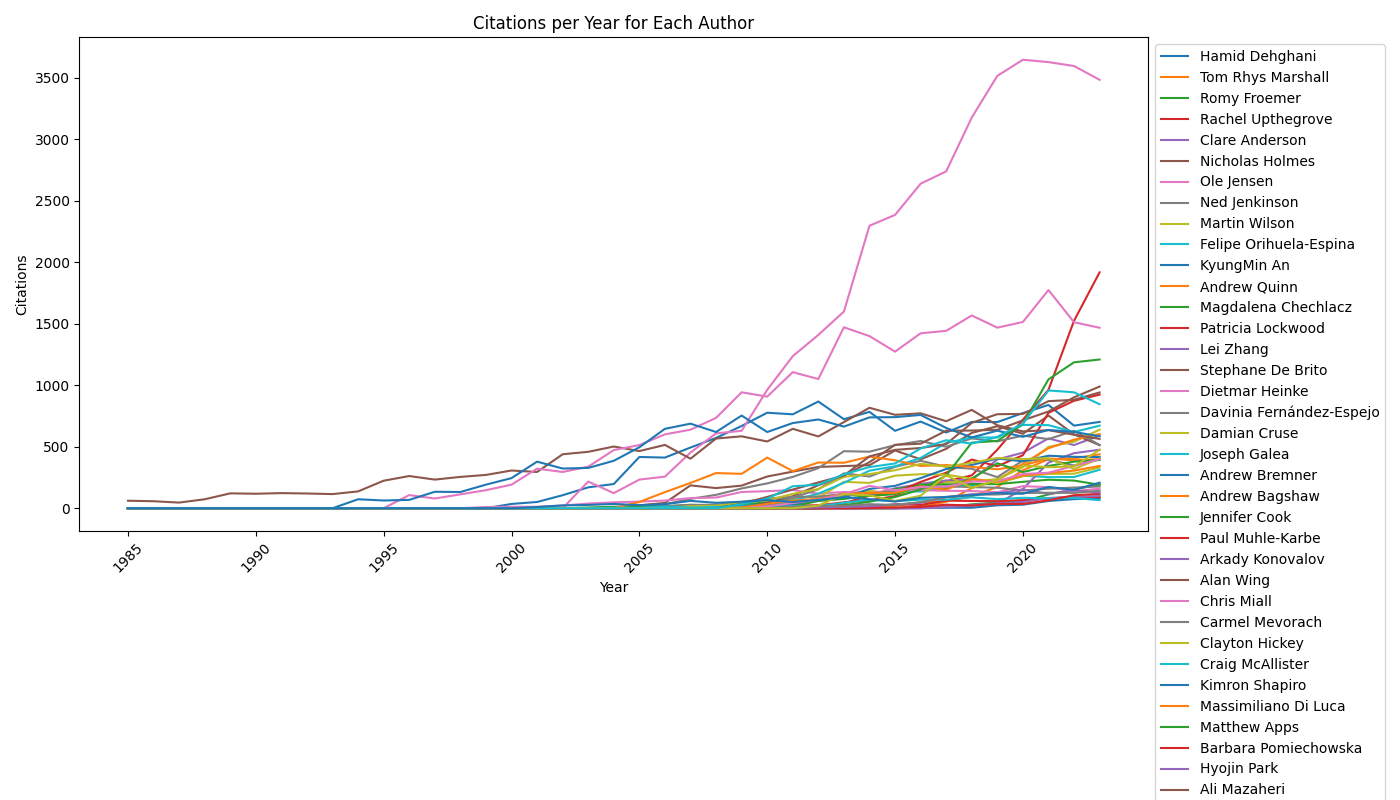 Citations per Year for Each Author
3500
3000
2500
2000
1500
1000
500
0
Citations
1985
1990
1995
2000
2005
2010
2015
2020
Year
Hamid Dehghani
Tom Rhys Marshall
Romy Froemer
Rachel Upthegrove
Clare Anderson
Nicholas Holmes
Ole Jensen
Ned Jenkinson
Martin Wilson
Felipe Orihuela-Espina
KyungMin An
Andrew Quinn
Magdalena Chechlacz
Patricia Lockwood
Lei Zhang
Stephane De Brito
Dietmar Heinke
Davinia Fernández-Espejo
Damian Cruse
Joseph Galea
Andrew Bremner
Andrew Bagshaw
Jennifer Cook
Paul Muhle-Karbe
Arkady Konovalov
Alan Wing
Chris Miall
Carmel Mevorach
Clayton Hickey
Craig McAllister
Kimron Shapiro
Massimiliano Di Luca
Matthew Apps
Barbara Pomiechowska
Hyojin Park
Ali Mazaheri